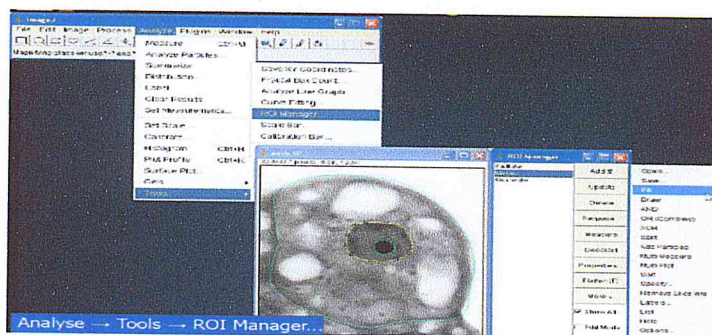 ImageJ
File Edit Image Process Analyze Plugins Window Help
Measure Ctrl+M
Analyze Particles...
Summarize
Distribution
Label
Clear Results
Set Measurements...
Set Scale...
Calibrate...
Histogram Ctrl+H
Plot Profile Ctrl+K
Surface Plot...
Gels
Tools
Save XY Coordinates...
Fractal Box Count...
Analyze Line Graph
Curve Fitting...
ROI Manager...
Scale Bar...
Calibration Bar...
ROI Manager
Add
Update
Delete
Rename
Measure
Deselect
Properties...
Flatten [F]
More »
Show All
Edit Mode
Open...
Save...
Fill
Draw
AND
OR (Combine)
XOR
Split
Add Particles
Multi Measure
Multi Plot
Sort
Specify...
Remove Slice Info
Labels...
List
Help
Options...
Analyse → Tools → ROI Manager...